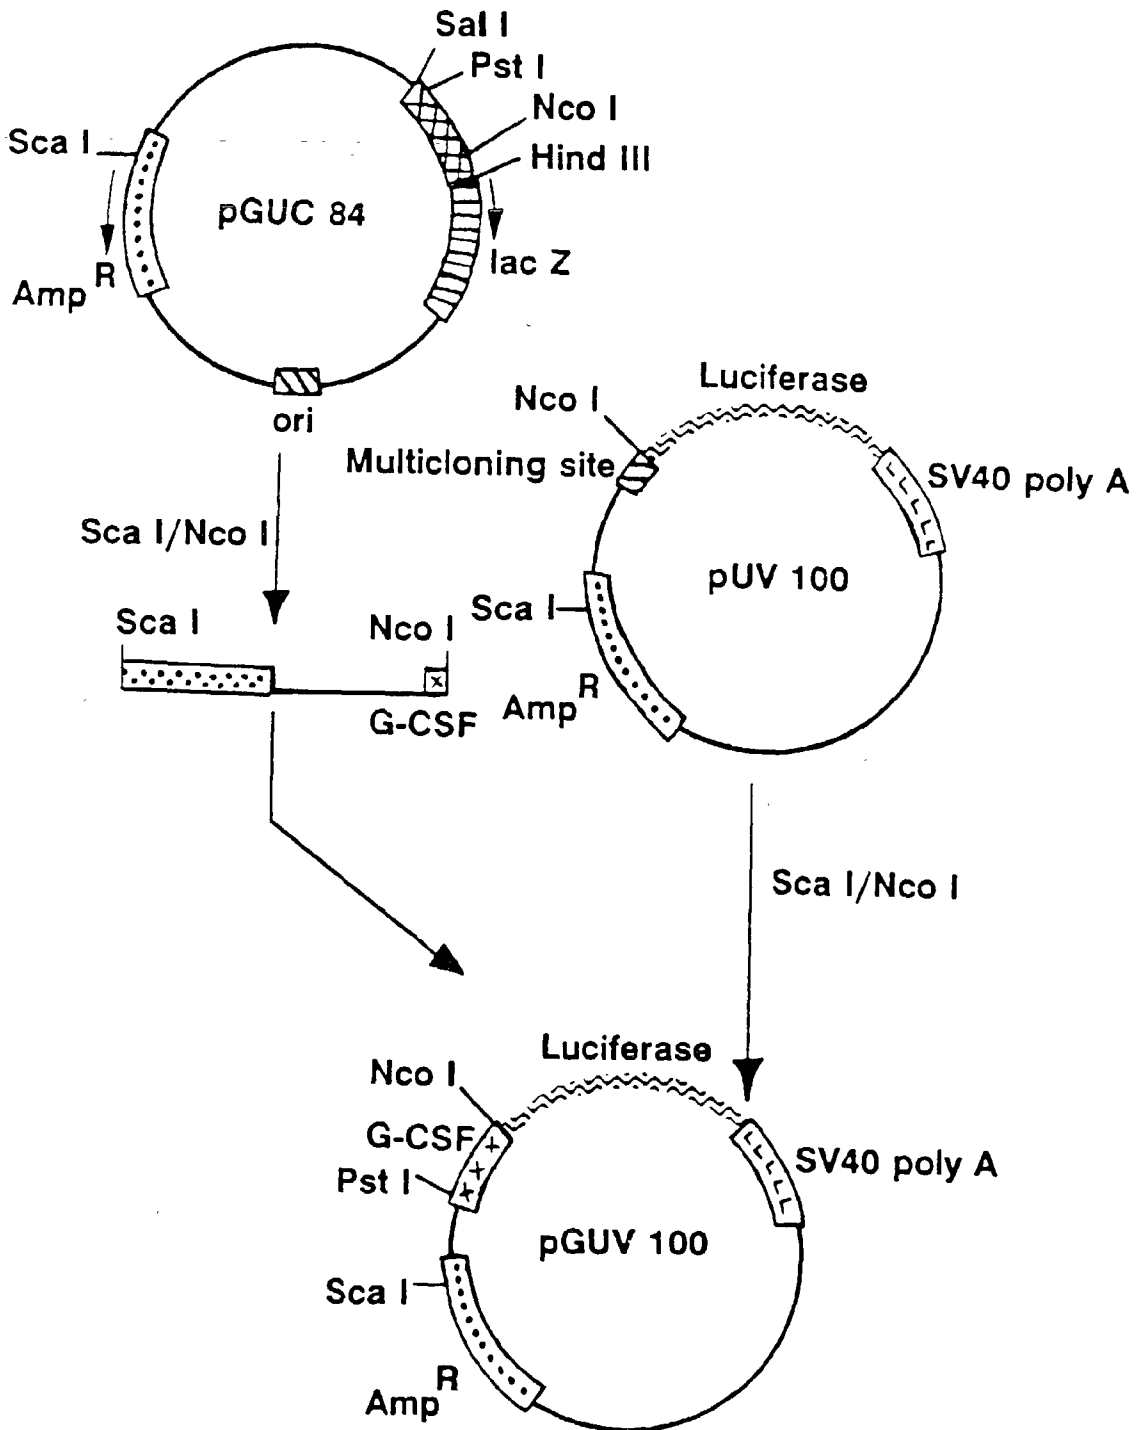 Sal I
Pst I
Nco I
Sca I
Hind III
pGUC 84
lac Z
Amp R
ori
Luciferase
Nco I
Multicloning site
SV40 poly A
Sca I/Nco I
pUV 100
Sca I
Sca I
Nco I
Amp R
G-CSF
Sca I/Nco I
Luciferase
Nco I
G-CSF
Pst I
SV40 poly A
pGUV 100
Sca I
Amp R